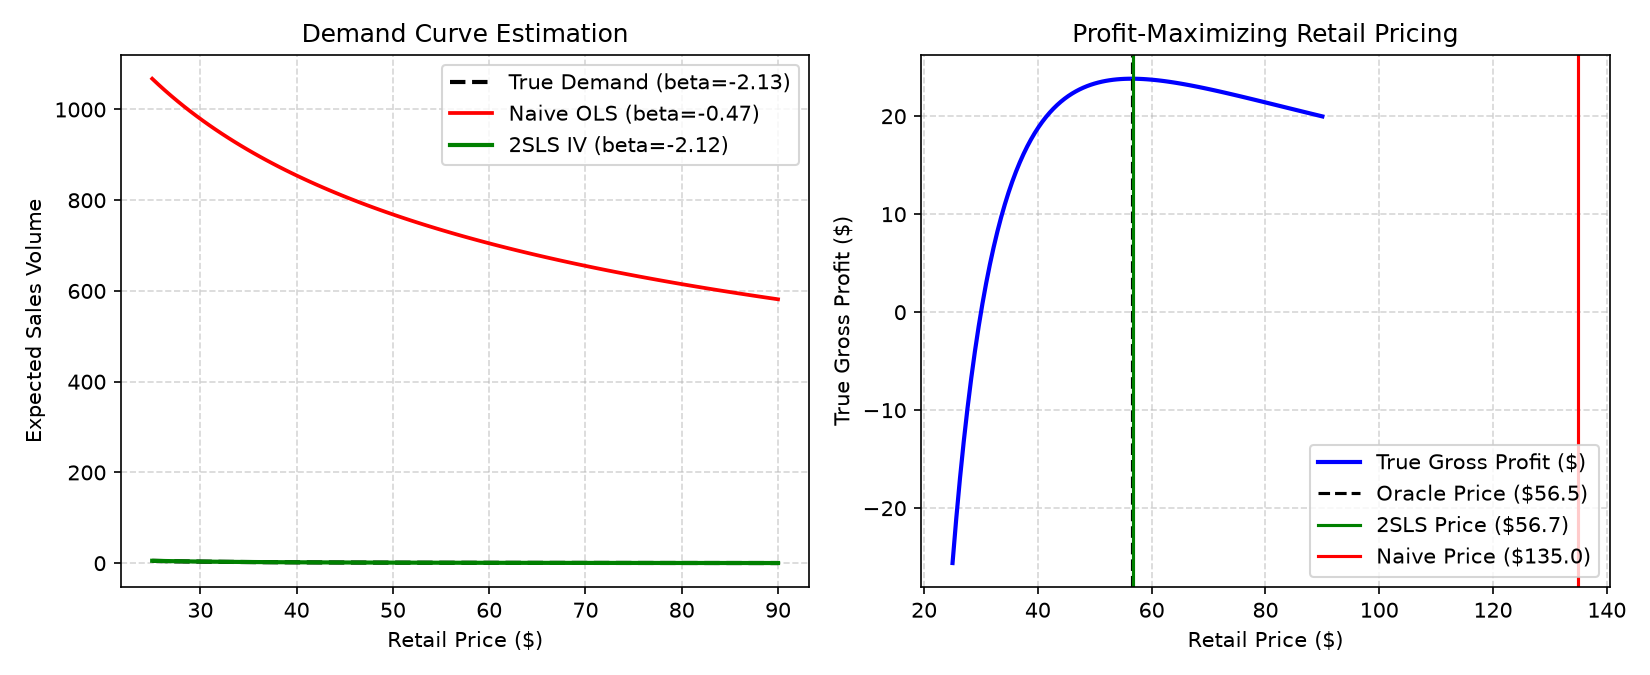 Demand Curve Estimation
True Demand (beta=-2.13)
Naive OLS (beta=-0.47)
2SLS IV (beta=-2.12)
Expected Sales Volume
1000
800
600
400
200
0
30 40 50 60 70 80 90
Retail Price ($)
Profit-Maximizing Retail Pricing
True Gross Profit ($)
20
10
0
−10
−20
True Gross Profit ($)
Oracle Price ($56.5)
2SLS Price ($56.7)
Naive Price ($135.0)
20 40 60 80 100 120 140
Retail Price ($)